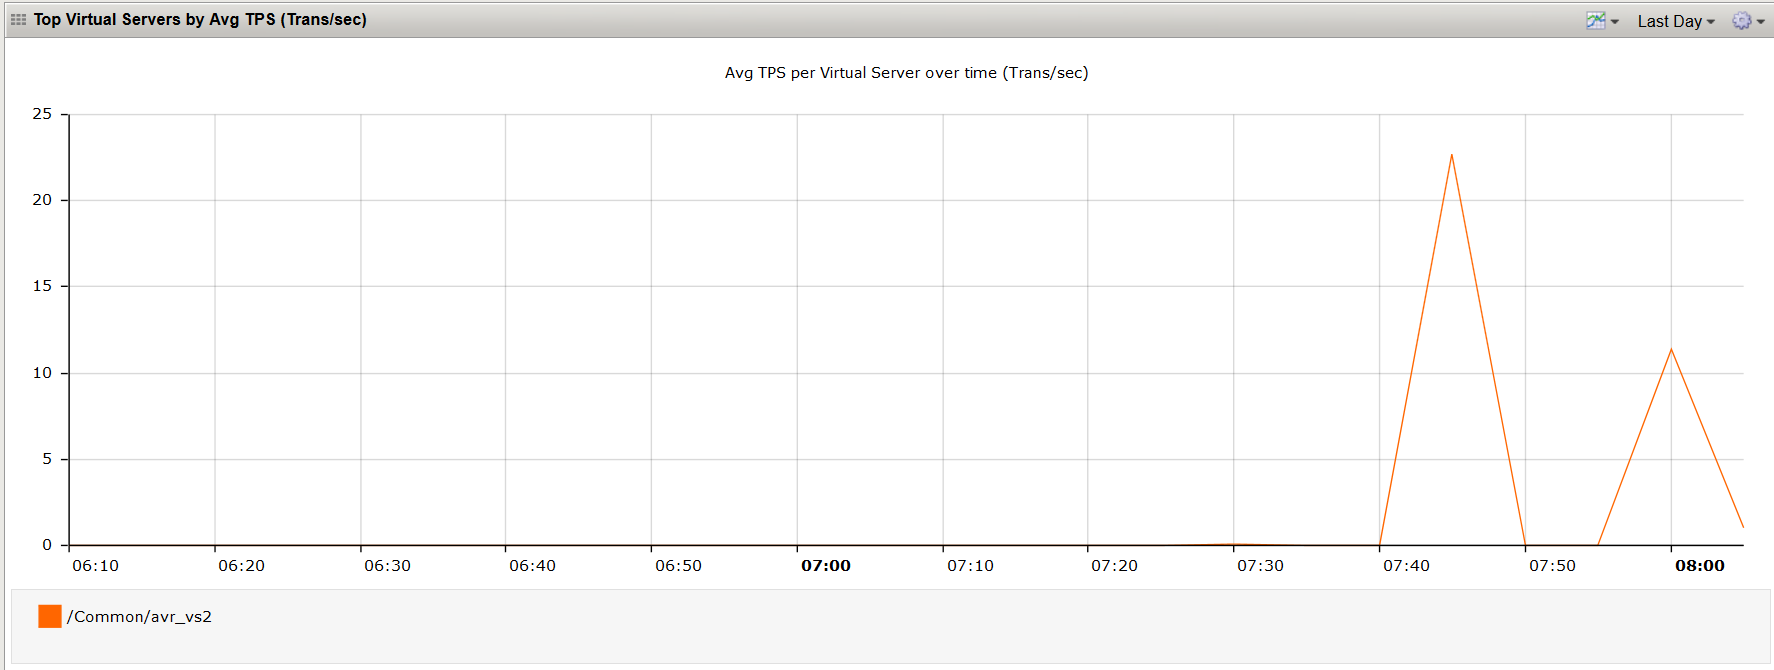 Top Virtual Servers by Avg TPS (Trans/sec)
Last Day
Avg TPS per Virtual Server over time (Trans/sec)
25
20
15
10
5
0
06:10 06:20 06:30 06:40 06:50 07:00 07:10 07:20 07:30 07:40 07:50 08:00
/Common/avr_vs2